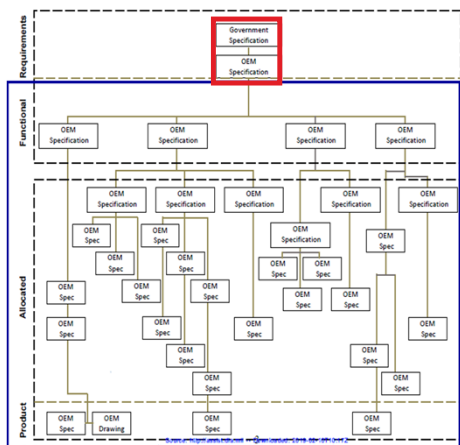 Requirements
Government
Specification
OEM
Specification
Functional
OEM
Specification
OEM
Specification
OEM
Specification
OEM
Specification
Allocated
OEM
Specification
OEM
Specification
OEM
Specification
OEM
Specification
OEM
Specification
OEM
Spec
OEM
Spec
OEM
Specification
OEM
Spec
OEM
Spec
OEM
Spec
OEM
Spec
OEM
Spec
OEM
Spec
OEM
Spec
OEM
Spec
OEM
Spec
OEM
Spec
OEM
Spec
OEM
Spec
OEM
Spec
OEM
Spec
OEM
Spec
OEM
Spec
OEM
Spec
OEM
Spec
Product
OEM
Spec
OEM
Drawing
OEM
Spec
OEM
Spec